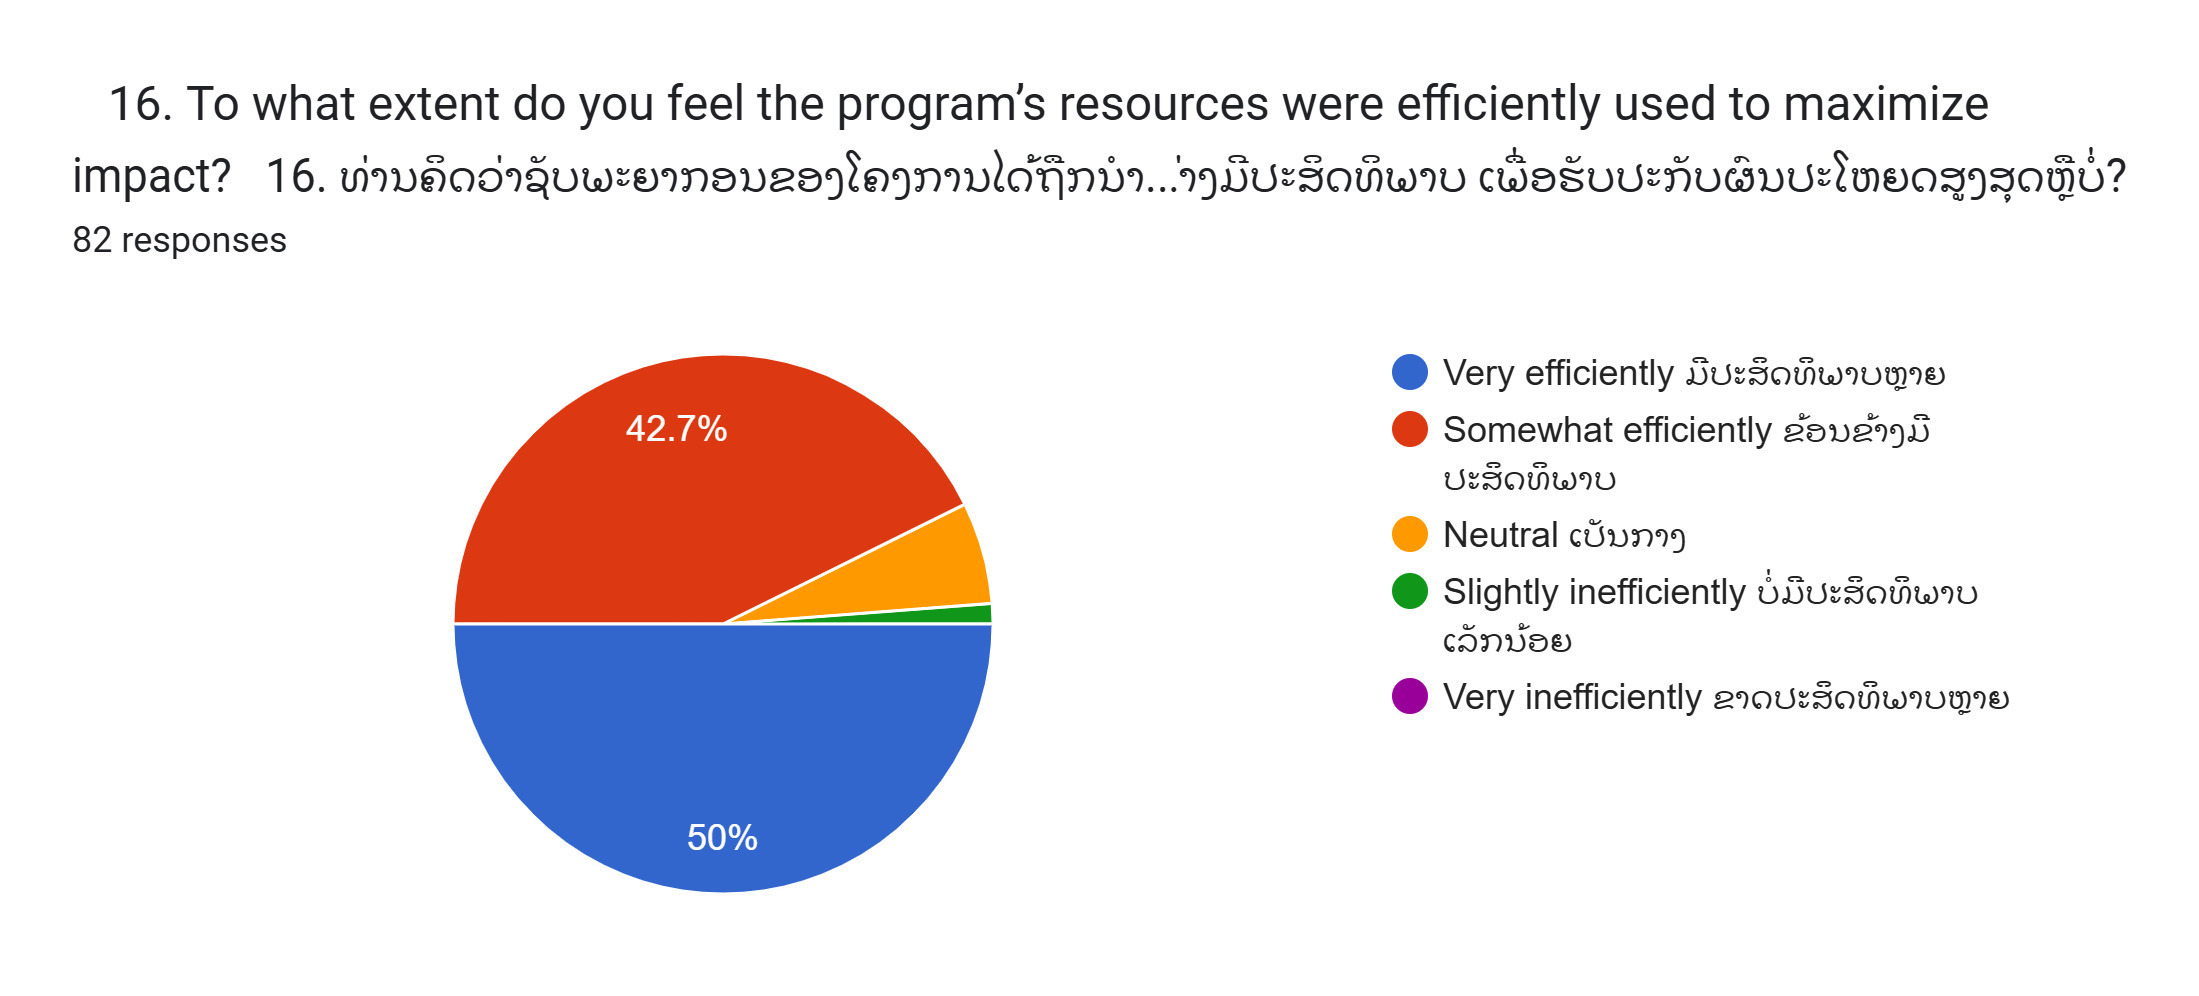 16. To what extent do you feel the program’s resources were efficiently used to maximize
impact? 16. ທ່ານຄິດວ່າຊັບພະຍາກອນຂອງໂຄງການໄດ້ຖືກນຳ...່າງມີປະສິດທິພາບ ເພື່ອຮັບປະກັບຜົນປະໂຫຍດສູງສຸດຫຼືບໍ່?
82 responses
Very efficiently ມີປະສິດທິພາບຫຼາຍ
Somewhat efficiently ຂ້ອນຂ້າງມີ
ປະສິດທິພາບ
Neutral ເປັນກາງ
Slightly inefficiently ບໍ່ມີປະສິດທິພາບ
ເລັກນ້ອຍ
Very inefficiently ຂາດປະສິດທິພາບຫຼາຍ
42.7%
50%